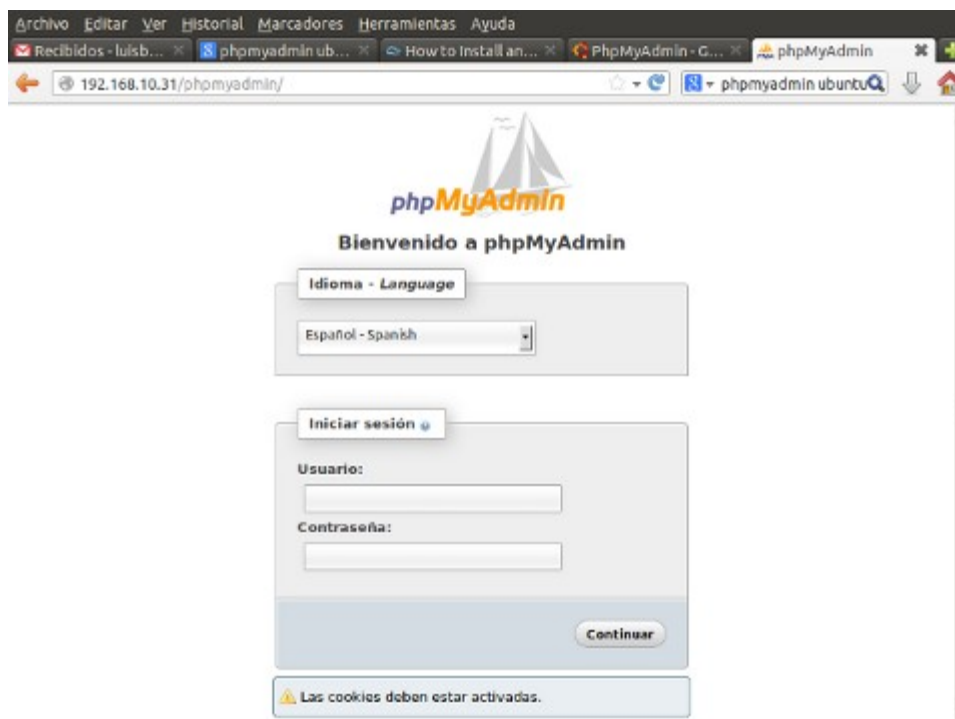 Archivo Editar Ver Historial Marcadores Herramientas Ayuda
Recibidos - luisb... phpmyadmin ub... How to Install an... PhpMyAdmin - G... phpMyAdmin
192.168.10.31/phpmyadmin/ phpmyadmin ubuntu
phpMyAdmin
Bienvenido a phpMyAdmin
Idioma - Language
Español - Spanish
Iniciar sesión
Usuario:
Contraseña:
Continuar
Las cookies deben estar activadas.